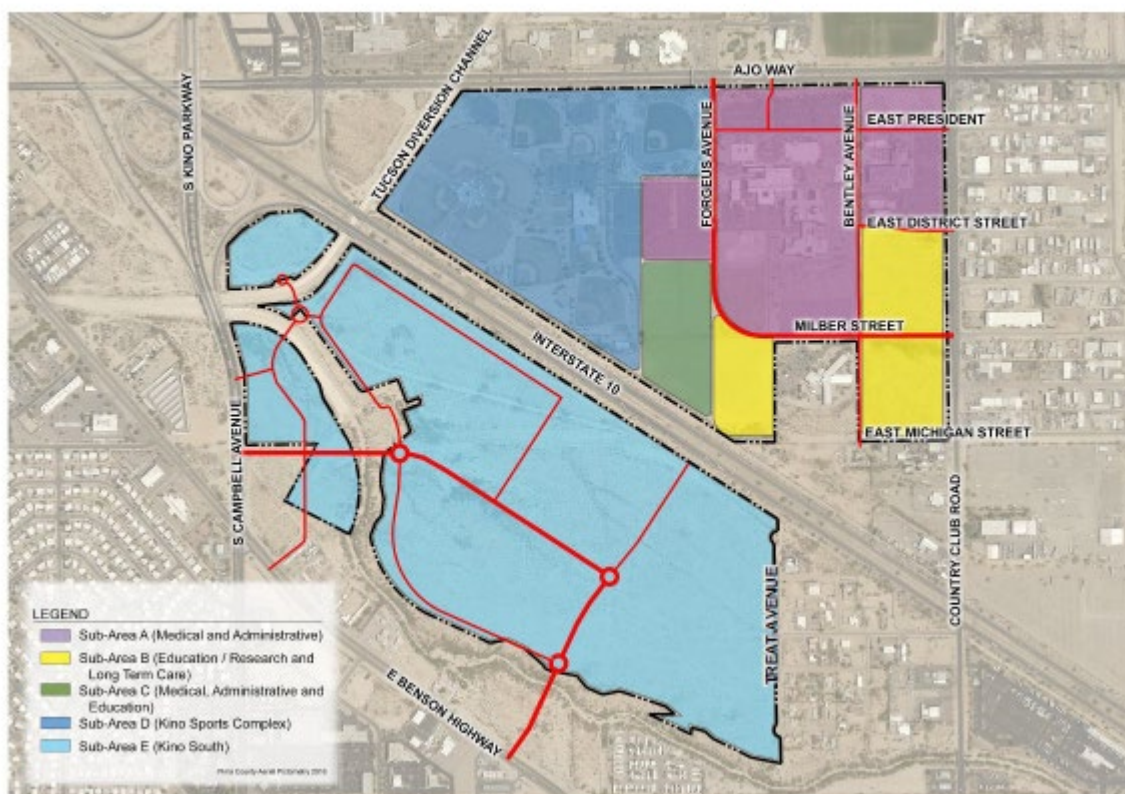 AJO WAY
TUCSON DIVERSION CHANNEL
S KINO PARKWAY
EAST PRESIDENT
FORGEUS AVENUE
BENTLEY AVENUE
EAST DISTRICT STREET
MILBER STREET
INTERSTATE 10
EAST MICHIGAN STREET
S CAMPBELL AVENUE
COUNTRY CLUB ROAD
TREAT AVENUE
E BENSON HIGHWAY
LEGEND
Sub-Area A (Medical and Administrative)
Sub-Area B (Education / Research and
Long Term Care)
Sub-Area C (Medical, Administrative and
Education)
Sub-Area D (Kino Sports Complex)
Sub-Area E (Kino South)